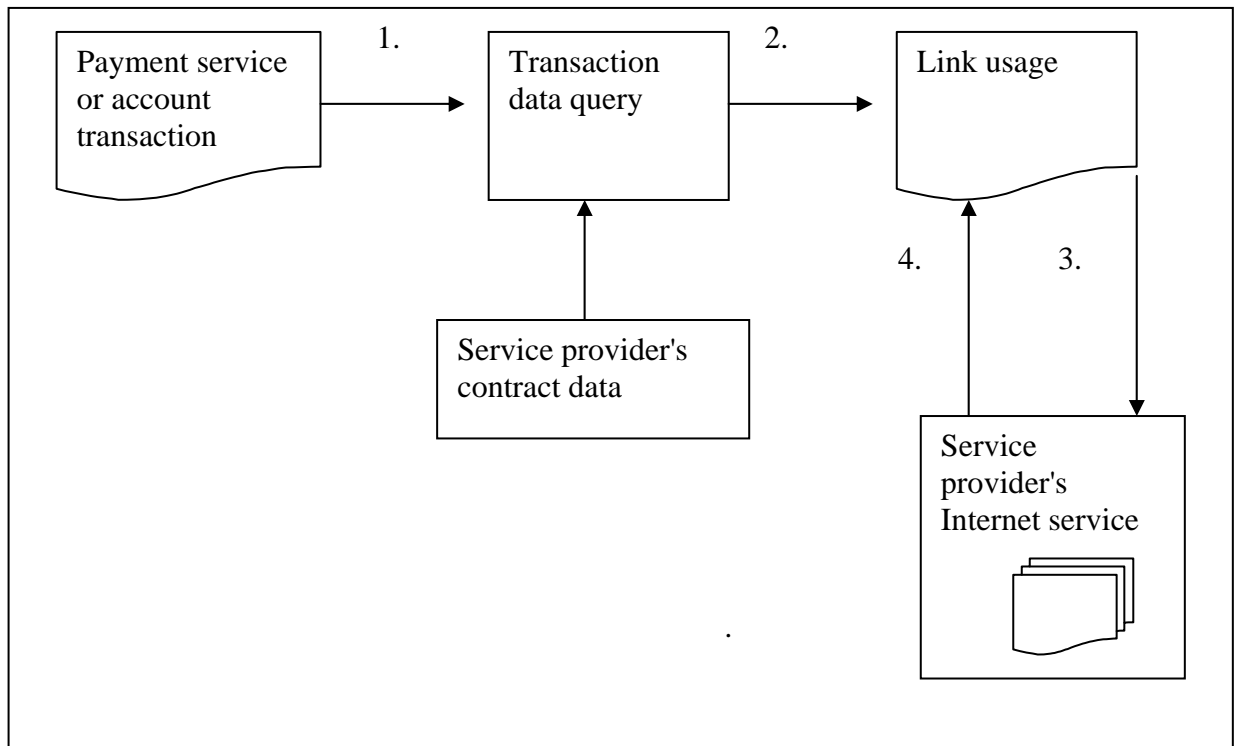 1.
2.
Payment service
or account
transaction
Transaction
data query
Link usage
4.
3.
Service provider's
contract data
Service
provider's
Internet service
.